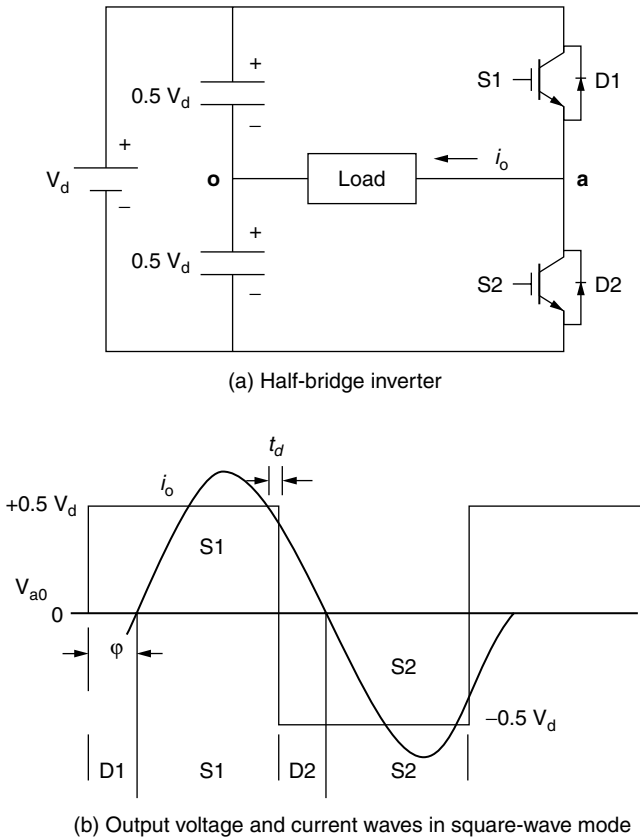 +
0.5 V_d
−
S1
D1
+
V_d
−
o
Load
i_o
a
+
0.5 V_d
−
S2
D2
(a) Half-bridge inverter
t_d
i_o
+0.5 V_d
S1
V_a0
0
φ
S2
−0.5 V_d
D1 S1 D2 S2
(b) Output voltage and current waves in square-wave mode